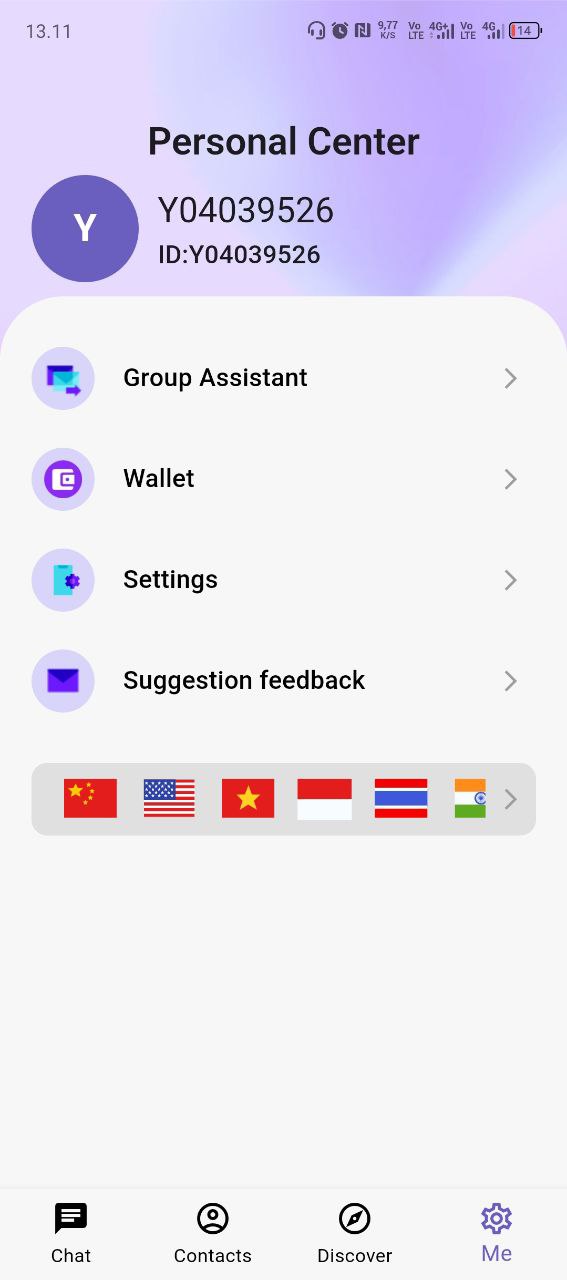 13.11
9,77
K/S
Vo
LTE
4G+
Vo
LTE
4G
14
Personal Center
Y
Y04039526
ID:Y04039526
Group Assistant
Wallet
Settings
Suggestion feedback
Chat
Contacts
Discover
Me